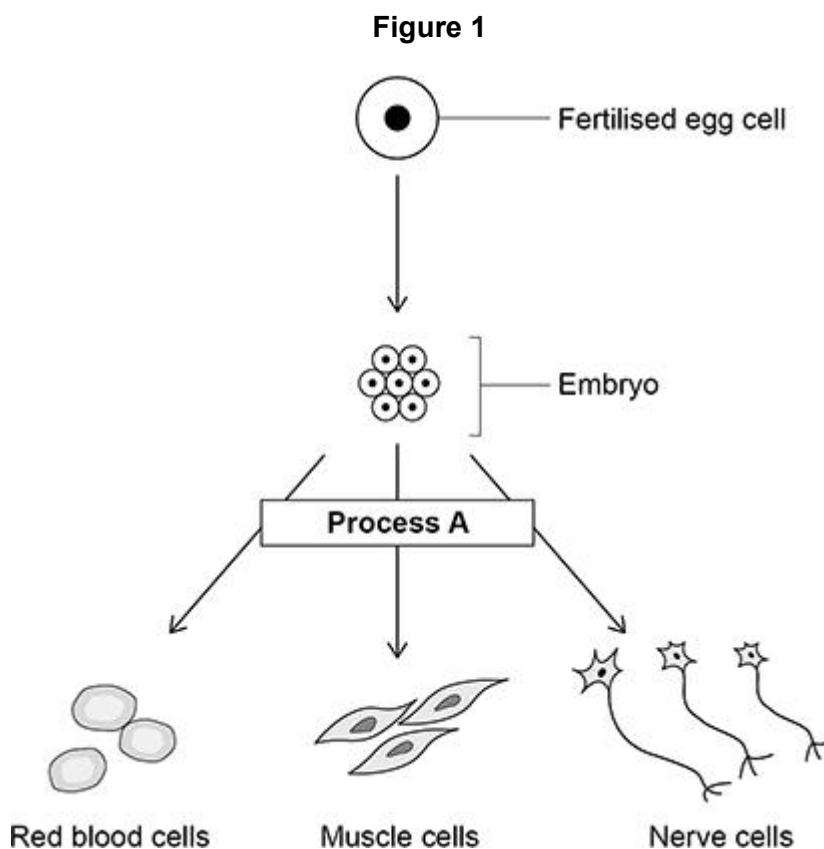 Figure 1
Fertilised egg cell
Embryo
Process A
Red blood cells
Muscle cells
Nerve cells